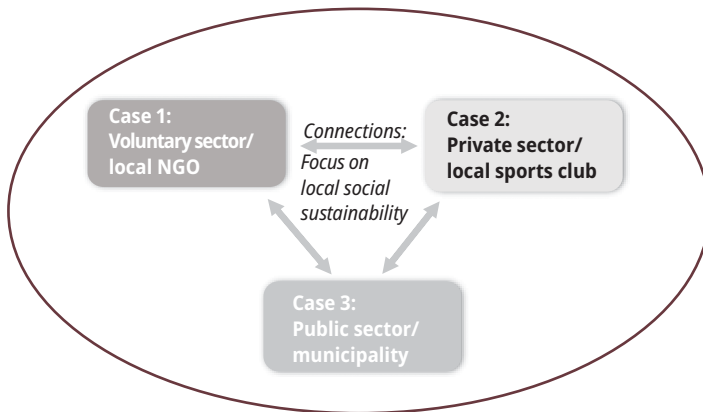 Case 1:
Voluntary sector/
local NGO
Connections:
Focus on
local social
sustainability
Case 2:
Private sector/
local sports club
Case 3:
Public sector/
municipality